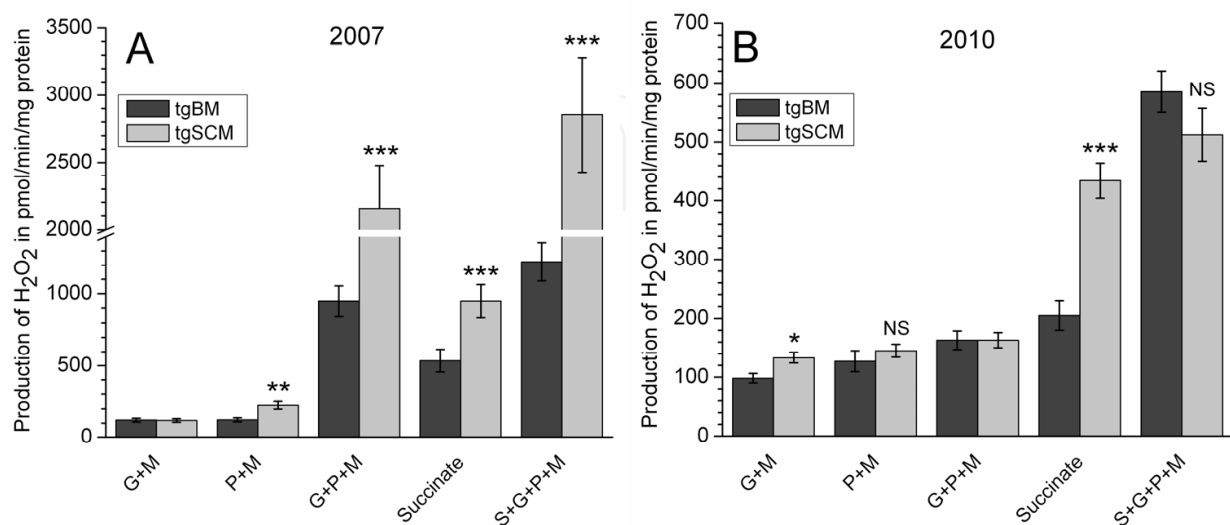 A
2007
Production of H₂O₂ in pmol/min/mg protein
3500
3000
2500
2000
1000
500
0
tgBM
tgSCM
**
***
***
***
G+M
P+M
G+P+M
Succinate
S+G+P+M
B
2010
Production of H₂O₂ in pmol/min/mg protein
700
600
500
400
300
200
100
0
tgBM
tgSCM
*
NS
***
NS
G+M
P+M
G+P+M
Succinate
S+G+P+M